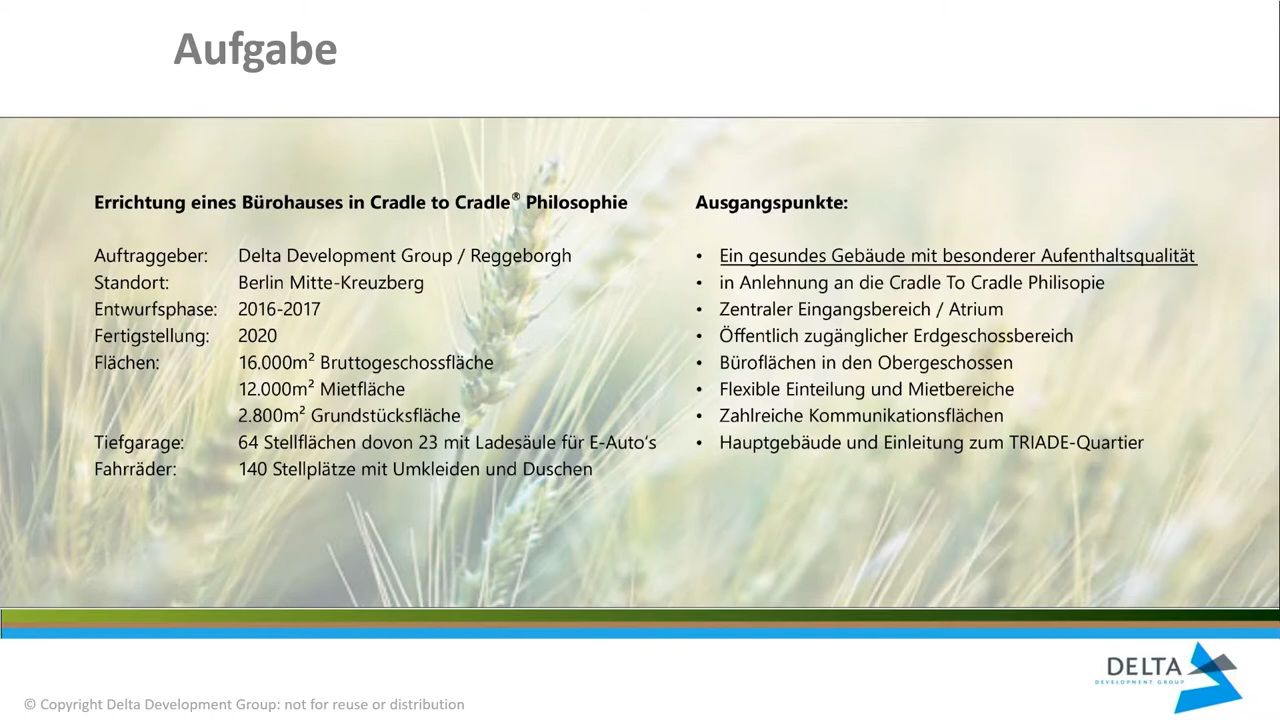 Aufgabe
Errichtung eines Bürohauses in Cradle to Cradle® Philosophie
Auftraggeber: Delta Development Group / Reggeborgh
Standort: Berlin Mitte-Kreuzberg
Entwurfsphase: 2016-2017
Fertigstellung: 2020
Flächen: 16.000m² Bruttogeschossfläche
12.000m² Mietfläche
2.800m² Grundstücksfläche
Tiefgarage: 64 Stellflächen dovon 23 mit Ladesäule für E-Auto's
Fahrräder: 140 Stellplätze mit Umkleiden und Duschen
Ausgangspunkte:
• Ein gesundes Gebäude mit besonderer Aufenthaltsqualität
• in Anlehnung an die Cradle To Cradle Philisopie
• Zentraler Eingangsbereich / Atrium
• Öffentlich zugänglicher Erdgeschossbereich
• Büroflächen in den Obergeschossen
• Flexible Einteilung und Mietbereiche
• Zahlreiche Kommunikationsflächen
• Hauptgebäude und Einleitung zum TRIADE-Quartier
DELTA
DEVELOPMENT GROUP
© Copyright Delta Development Group: not for reuse or distribution